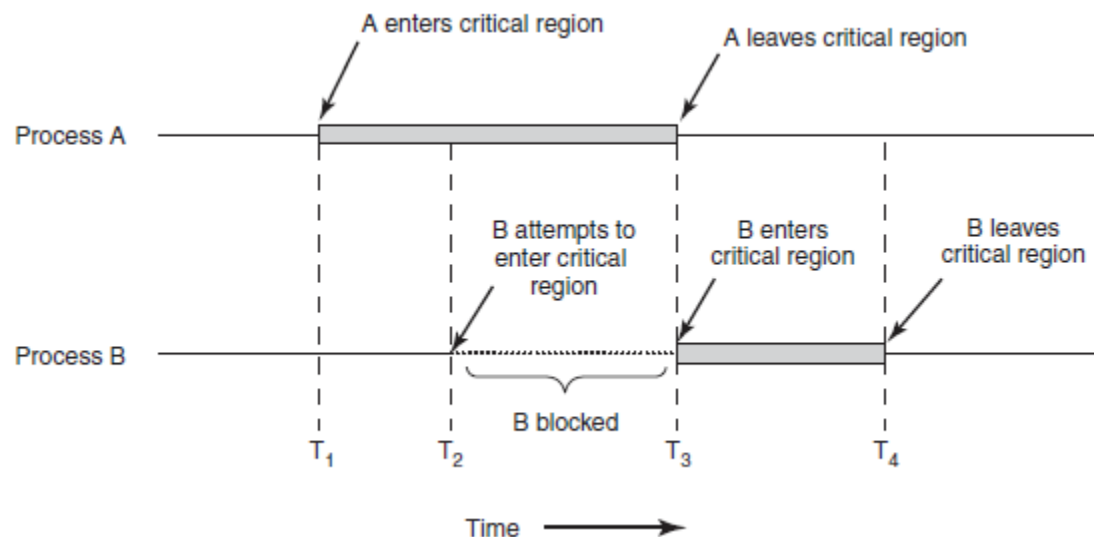 A enters critical region
A leaves critical region
Process A
B attempts to
enter critical
region
B enters
critical region
B leaves
critical region
Process B
B blocked
T1
T2
T3
T4
Time